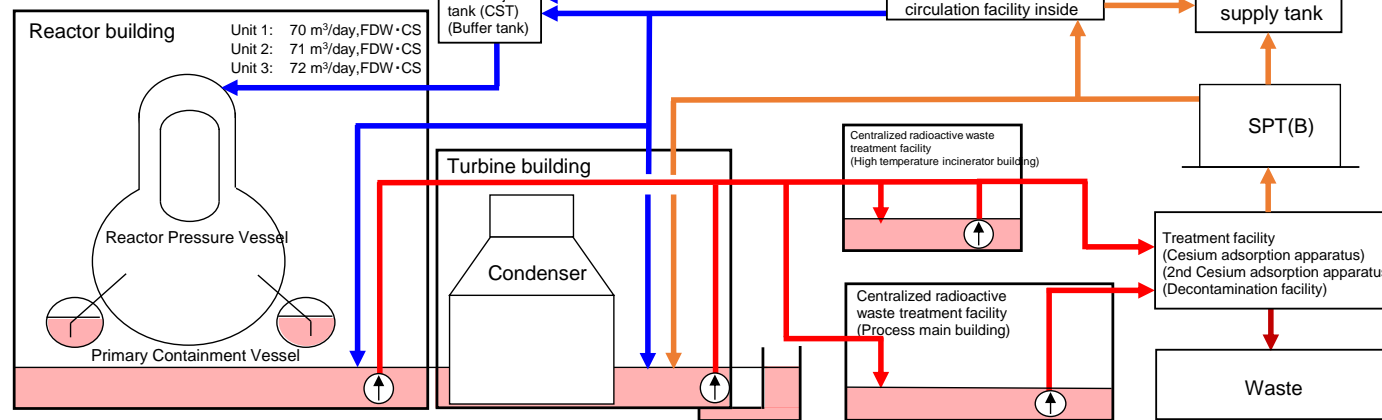 tank (CST)
(Buffer tank)
circulation facility inside
supply tank
Reactor building
Unit 1: 70 m³/day,FDW・CS
Unit 2: 71 m³/day,FDW・CS
Unit 3: 72 m³/day,FDW・CS
SPT(B)
Centralized radioactive waste
treatment facility
(High temperature incinerator building)
Turbine building
Reactor Pressure Vessel
Condenser
Treatment facility
(Cesium adsorption apparatus)
(2nd Cesium adsorption apparatus
(Decontamination facility)
Centralized radioactive
waste treatment facility
(Process main building)
Primary Containment Vessel
Waste